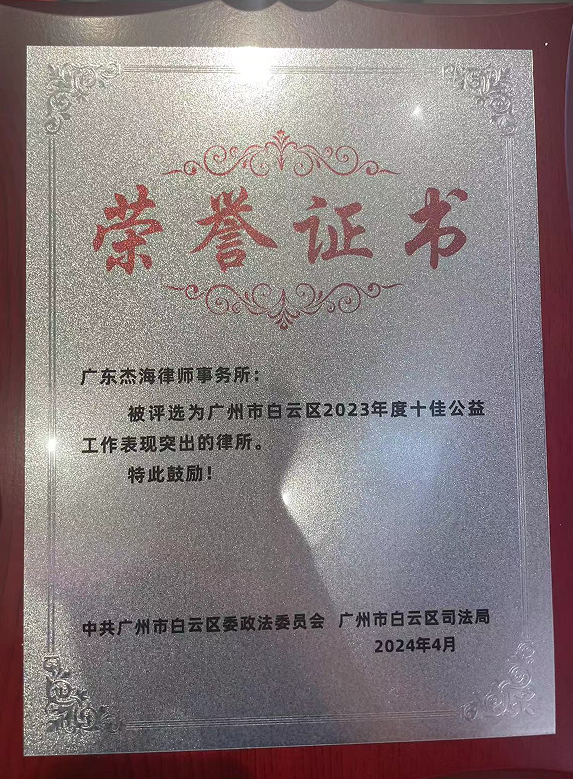 荣誉证书
广东杰海律师事务所：
被评选为广州市白云区2023年度十佳公益
工作表现突出的律所。
特此鼓励！
中共广州市白云区委政法委员会 广州市白云区司法局
2024年4月